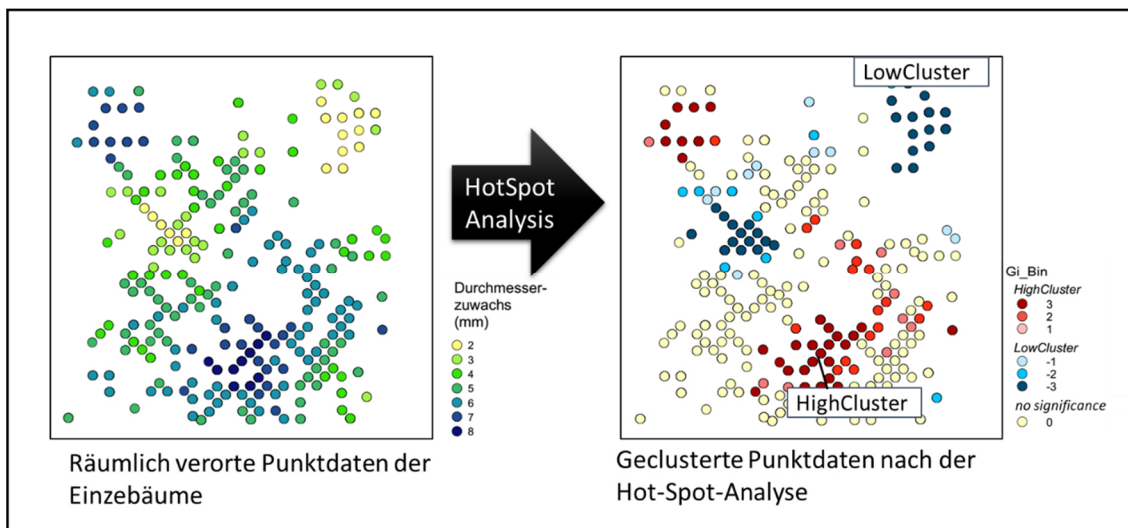 LowCluster
HotSpot
Analysis
Durchmesser-
zuwachs
(mm)
2
3
4
5
6
7
8
HighCluster
Gi_Bin
HighCluster
3
2
1
LowCluster
-1
-2
-3
no significance
0
Räumlich verorte Punktdaten der
Einzebäume
Geclusterte Punktdaten nach der
Hot-Spot-Analyse